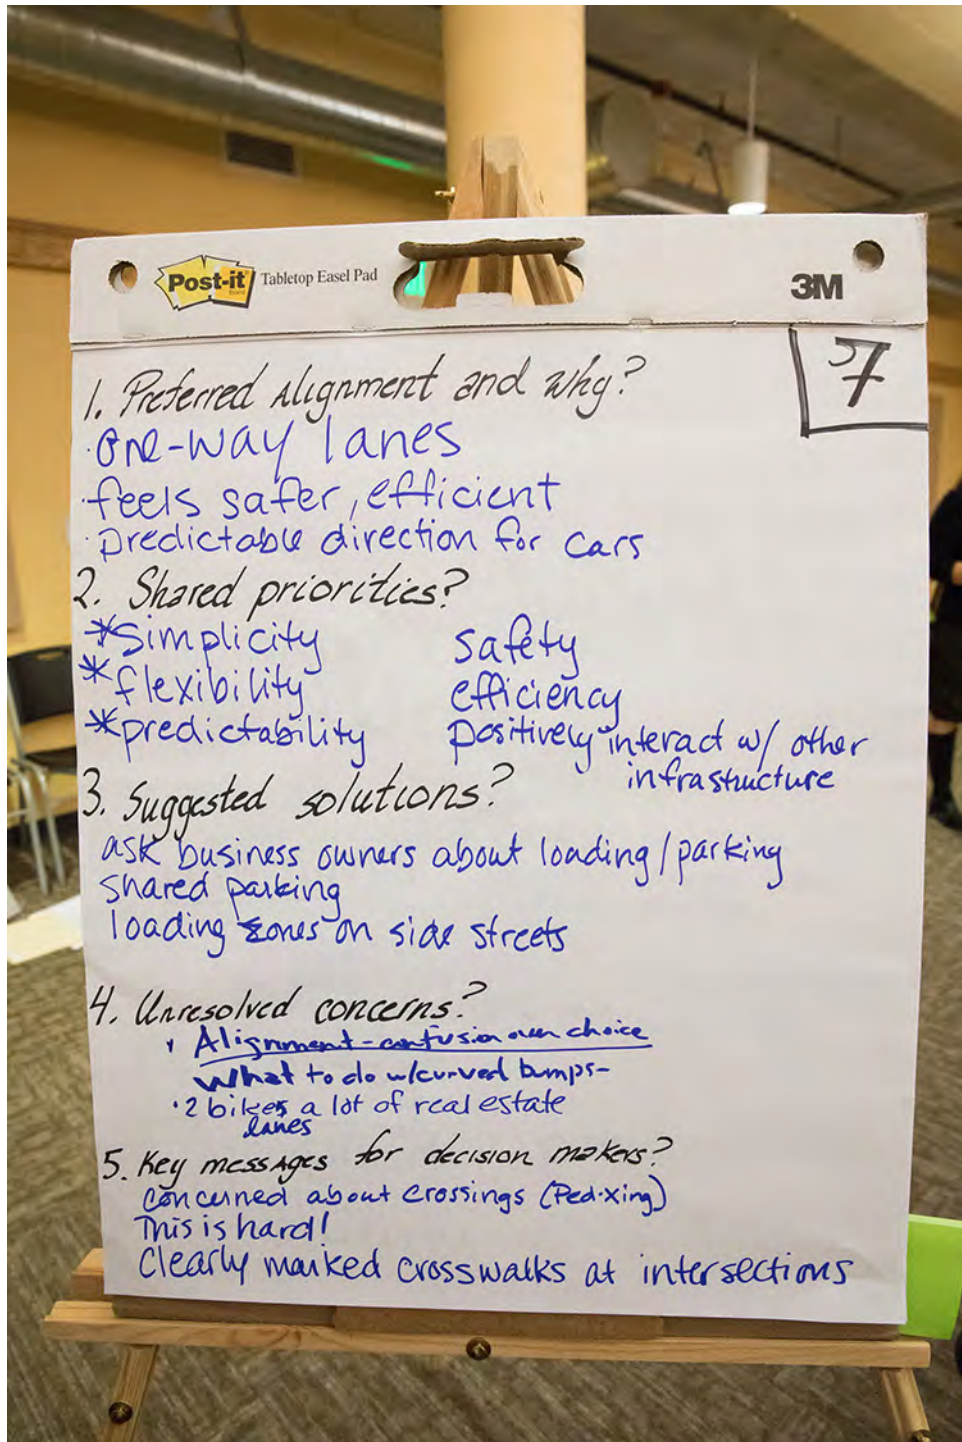 Post-it
Brand
Tabletop Easel Pad
3M
7
1. Preferred Alignment and why?
· one-way lanes
· feels safer, efficient
· predictable direction for cars
2. Shared priorities?
*simplicity safety
*flexibility efficiency
*predictability positively interact w/ other
infrastructure
3. Suggested solutions?
ask business owners about loading/parking
shared parking
loading zones on side streets
4. Unresolved concerns?
· Alignment - confusion over choice
What to do w/curved bumps-
· 2 bikes a lot of real estate
lanes
5. Key messages for decision makers?
concerned about crossings (Ped-xing)
This is hard!
Clearly marked crosswalks at intersections